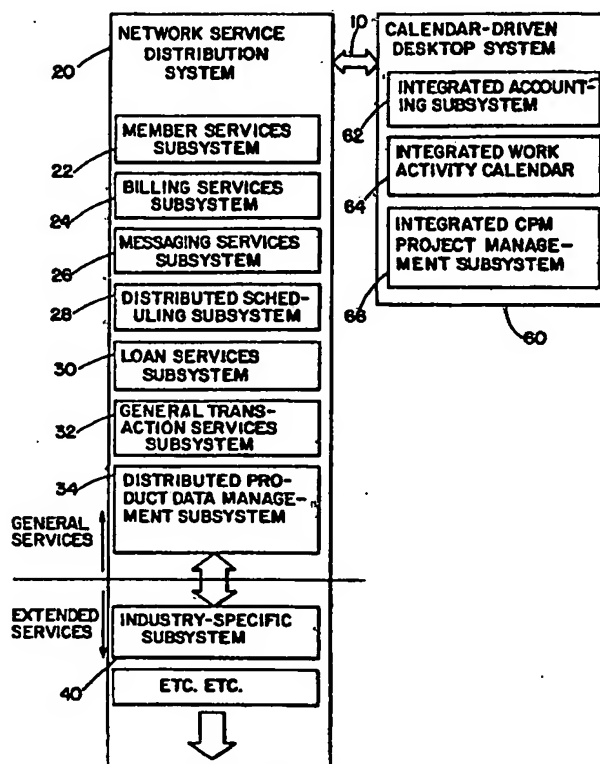 10
20
NETWORK SERVICE
DISTRIBUTION
SYSTEM
22
MEMBER SERVICES
SUBSYSTEM
24
BILLING SERVICES
SUBSYSTEM
26
MESSAGING SERVICES
SUBSYSTEM
28
DISTRIBUTED SCHED-
ULING SUBSYSTEM
30
LOAN SERVICES
SUBSYSTEM
32
GENERAL TRANS-
ACTION SERVICES
SUBSYSTEM
34
DISTRIBUTED PRO-
DUCT DATA MANAGE-
MENT SUBSYSTEM
GENERAL
SERVICES
EXTENDED
SERVICES
INDUSTRY-SPECIFIC
SUBSYSTEM
40
ETC. ETC.
CALENDAR-DRIVEN
DESKTOP SYSTEM
INTEGRATED ACCOUNT-
ING SUBSYSTEM
62
INTEGRATED WORK
ACTIVITY CALENDAR
64
INTEGRATED CPM
PROJECT MANAGE-
MENT SUBSYSTEM
66
60